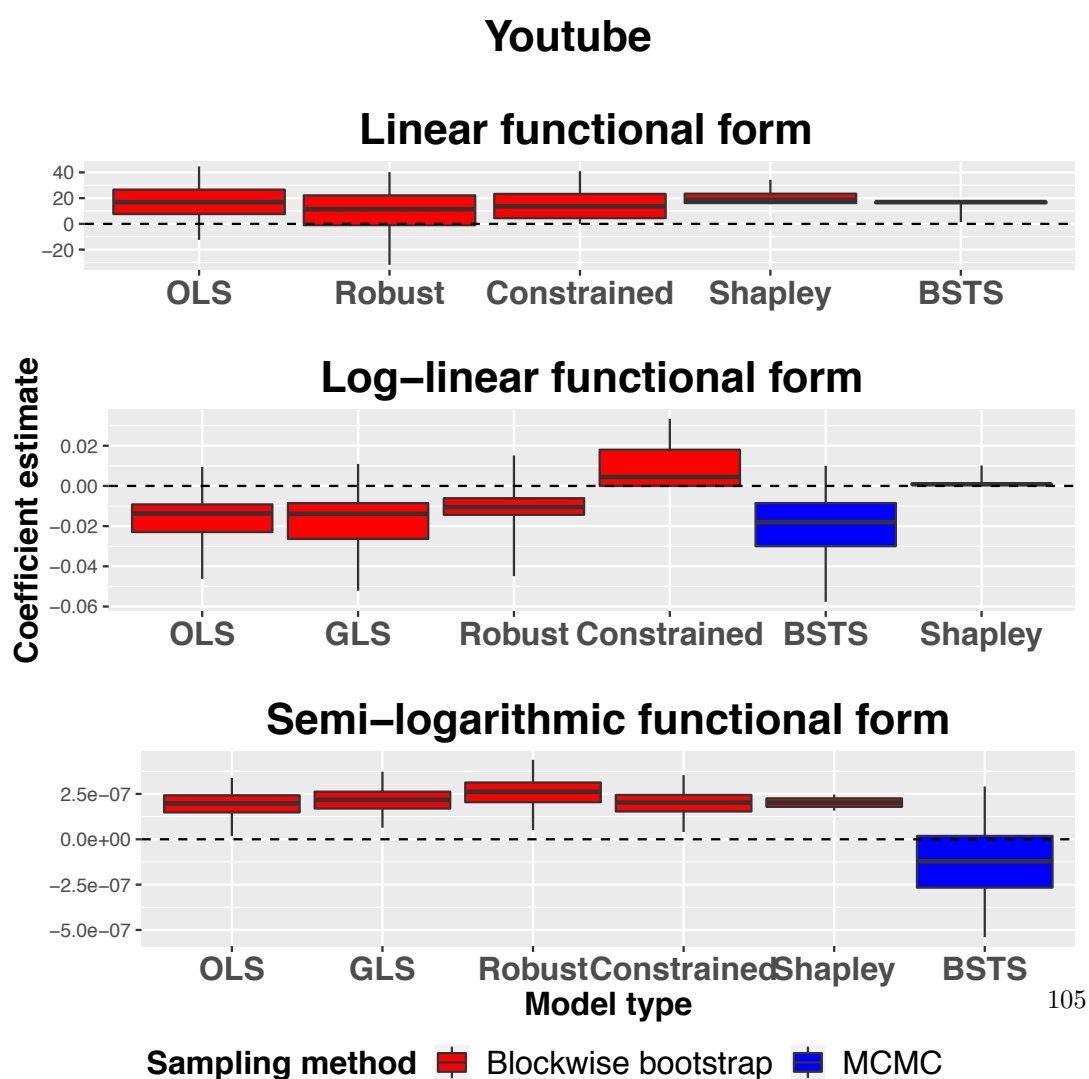 Youtube
Linear functional form
40
20
0
−20
OLS Robust Constrained Shapley BSTS
Coefficient estimate
Log−linear functional form
0.02
0.00
−0.02
−0.04
−0.06
OLS GLS Robust Constrained BSTS Shapley
Semi−logarithmic functional form
2.5e−07
0.0e+00
−2.5e−07
−5.0e−07
OLS GLS Robust Constrained Shapley BSTS
Model type
105
Sampling method Blockwise bootstrap MCMC